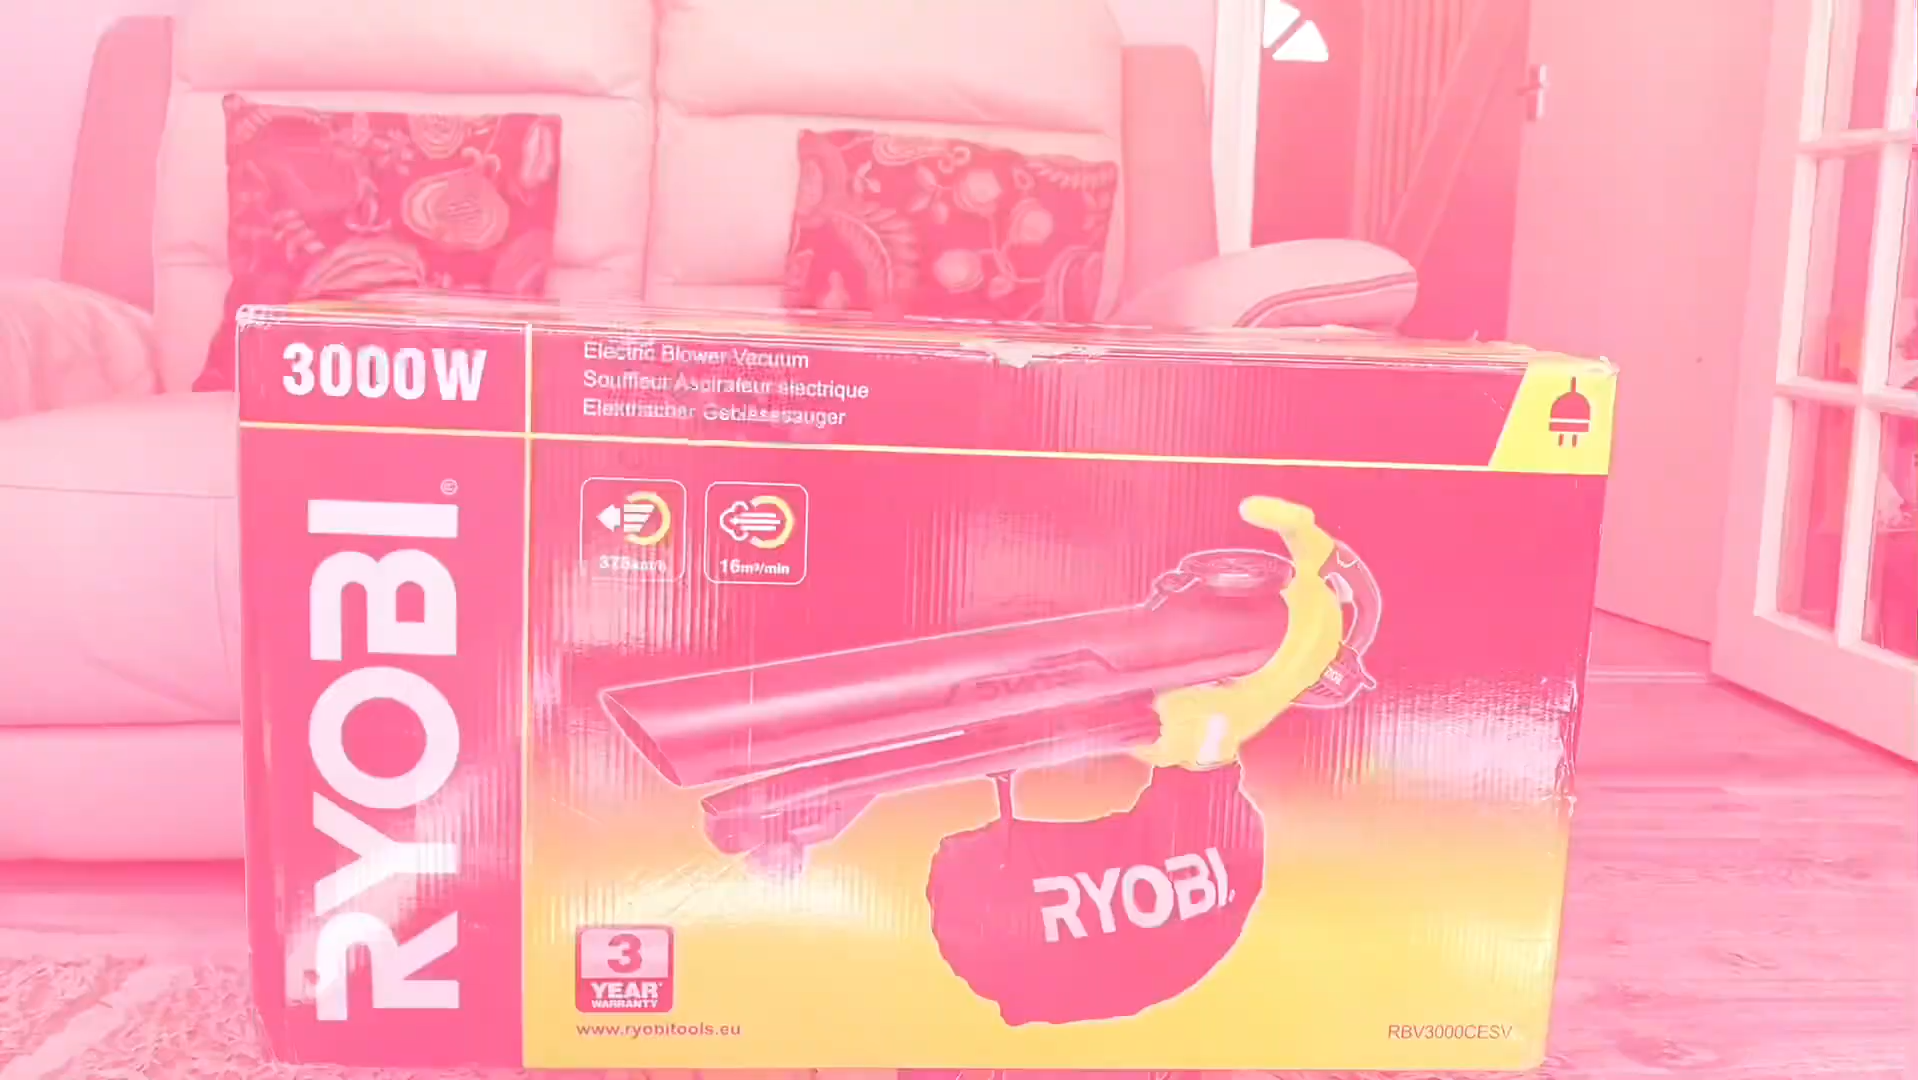 3000W
Electric Blower Vacuum
Souffleur Aspirateur électrique
Elektrischer Gebläsesauger
RYOBI®
375km/h
16m³/min
RYOBI
3
YEAR
WARRANTY
www.ryobitools.eu
RBV3000CESV